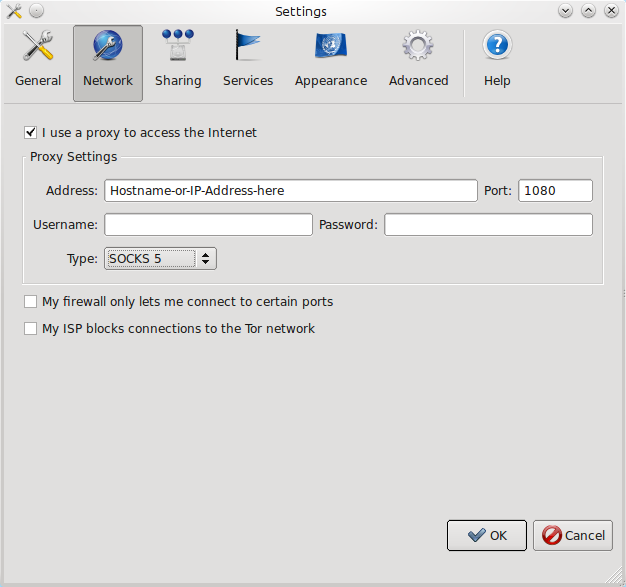 Settings
General Network Sharing Services Appearance Advanced Help
I use a proxy to access the Internet
Proxy Settings
Address: Hostname-or-IP-Address-here Port: 1080
Username: Password:
Type: SOCKS 5
My firewall only lets me connect to certain ports
My ISP blocks connections to the Tor network
OK Cancel